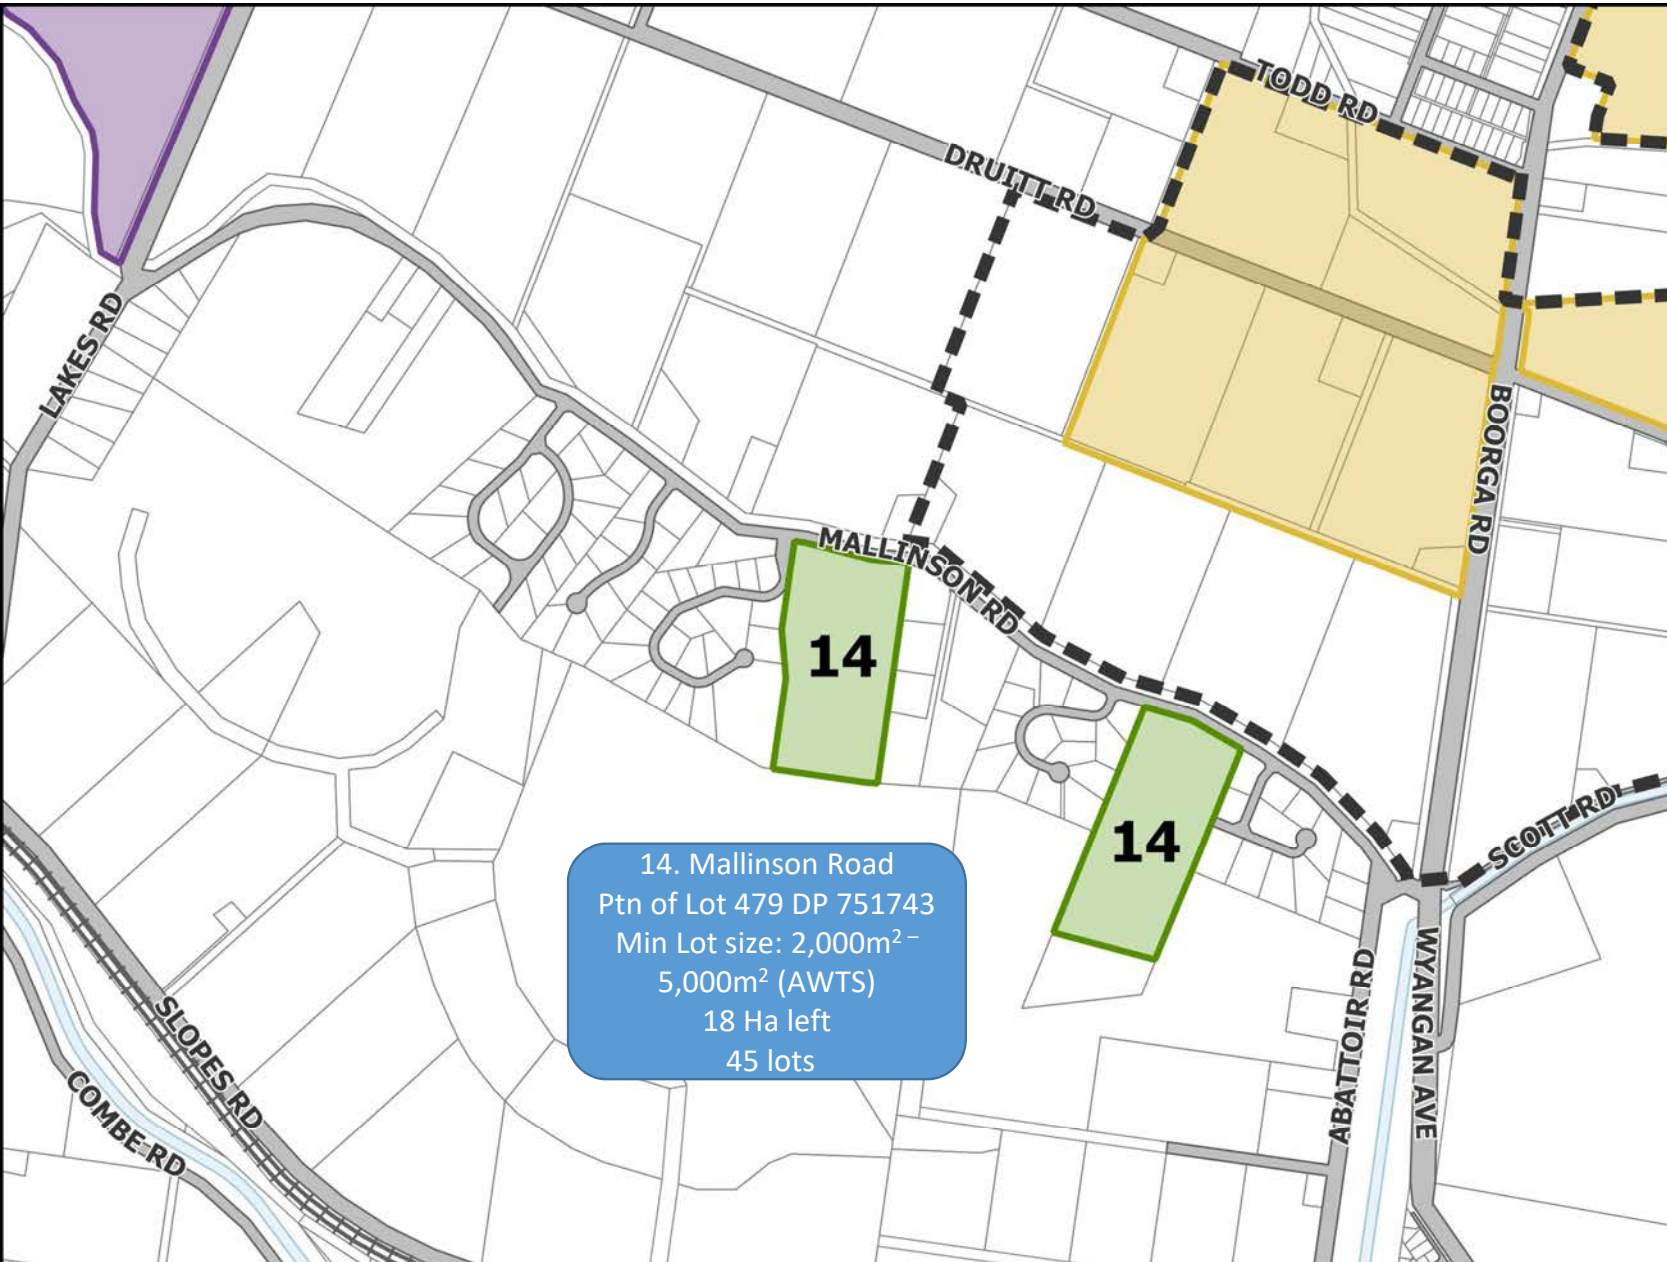 TODD RD
DRUITT RD
LAKES RD
BOORGA RD
MALLINSON RD
14
14
SCOTT RD
14. Mallinson Road
Ptn of Lot 479 DP 751743
Min Lot size: 2,000m² –
5,000m² (AWTS)
18 Ha left
45 lots
SLOPES RD
COMBE RD
ABATTOIR RD
WYANGAN AVE